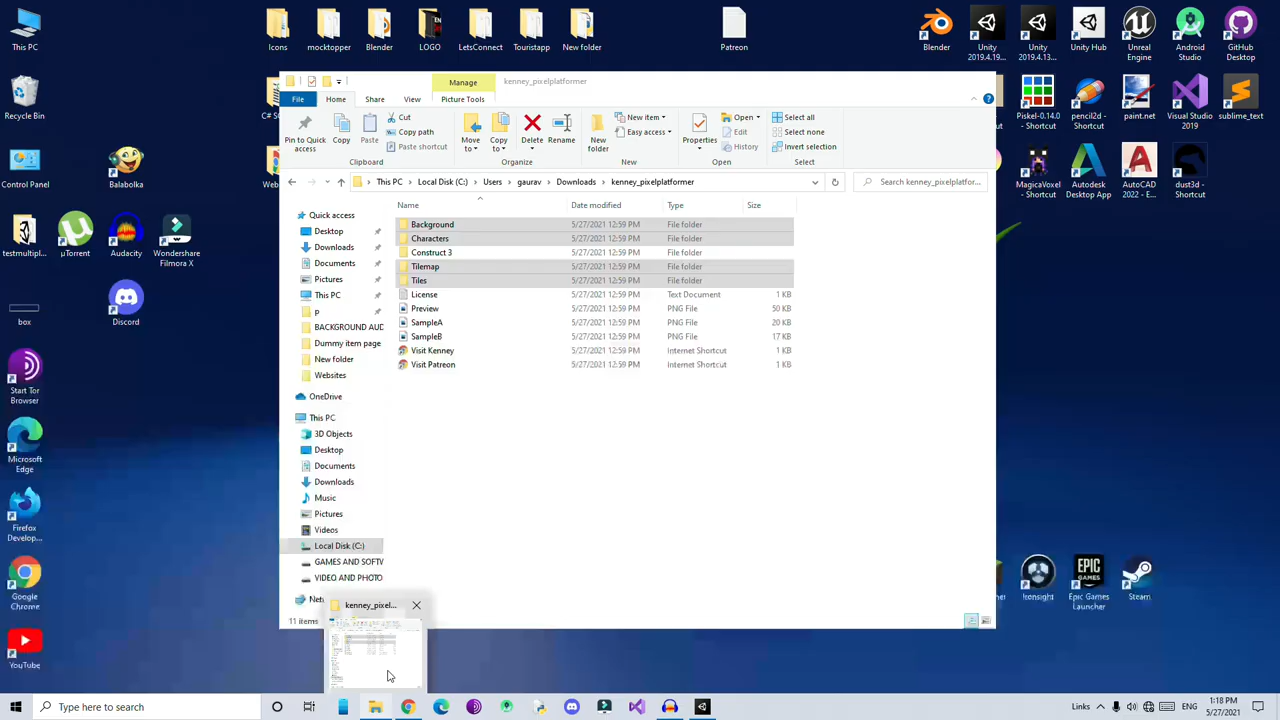 This PC
Icons
mocktopper
Blender
LOGO
LetsConnect
Touristapp
New folder
Patreon
Blender
Unity 2019.4.19...
Unity 2019.4.13...
Unity Hub
Unreal Engine
Android Studio
GitHub Desktop
Manage
kenney_pixelplatformer
File
Home
Share
View
Picture Tools
Recycle Bin
C# S
Pin to Quick access
Copy
Paste
Cut
Copy path
Paste shortcut
Clipboard
Move to
Copy to
Delete
Rename
Organize
New folder
New item
Easy access
New
Properties
Open
Edit
History
Open
Select all
Select none
Invert selection
Select
Piskel-0.14.0 - Shortcut
pencil2d - Shortcut
paint.net
Visual Studio 2019
sublime_text
Control Panel
Balabolka
Web
This PC
Local Disk (C:)
Users
gaurav
Downloads
kenney_pixelplatformer
Search kenney_pixelplatfor...
MagicaVoxel - Shortcut
Autodesk Desktop App
AutoCAD 2022 - E...
dust3d - Shortcut
Name
Date modified
Type
Size
Background 5/27/2021 12:59 PM File folder
Characters 5/27/2021 12:59 PM File folder
Construct 3 5/27/2021 12:59 PM File folder
Tilemap 5/27/2021 12:59 PM File folder
Tiles 5/27/2021 12:59 PM File folder
License 5/27/2021 12:59 PM Text Document 1 KB
Preview 5/27/2021 12:59 PM PNG File 50 KB
SampleA 5/27/2021 12:59 PM PNG File 20 KB
SampleB 5/27/2021 12:59 PM PNG File 17 KB
Visit Kenney 5/27/2021 12:59 PM Internet Shortcut 1 KB
Visit Patreon 5/27/2021 12:59 PM Internet Shortcut 1 KB
Quick access
Desktop
Downloads
Documents
Pictures
This PC
p
BACKGROUND AUD
Dummy item page
New folder
Websites
OneDrive
This PC
3D Objects
Desktop
Documents
Downloads
Music
Pictures
Videos
Local Disk (C:)
GAMES AND SOFTV
VIDEO AND PHOTO
Net
11 items
kenney_pixel...
testmultipl...
µTorrent
Audacity
Wondershare Filmora X
box
Discord
Start Tor Browser
Microsoft Edge
Firefox Develop...
Google Chrome
YouTube
Ironsight
Epic Games Launcher
Steam
Type here to search
Links
ENG
1:18 PM
5/27/2021